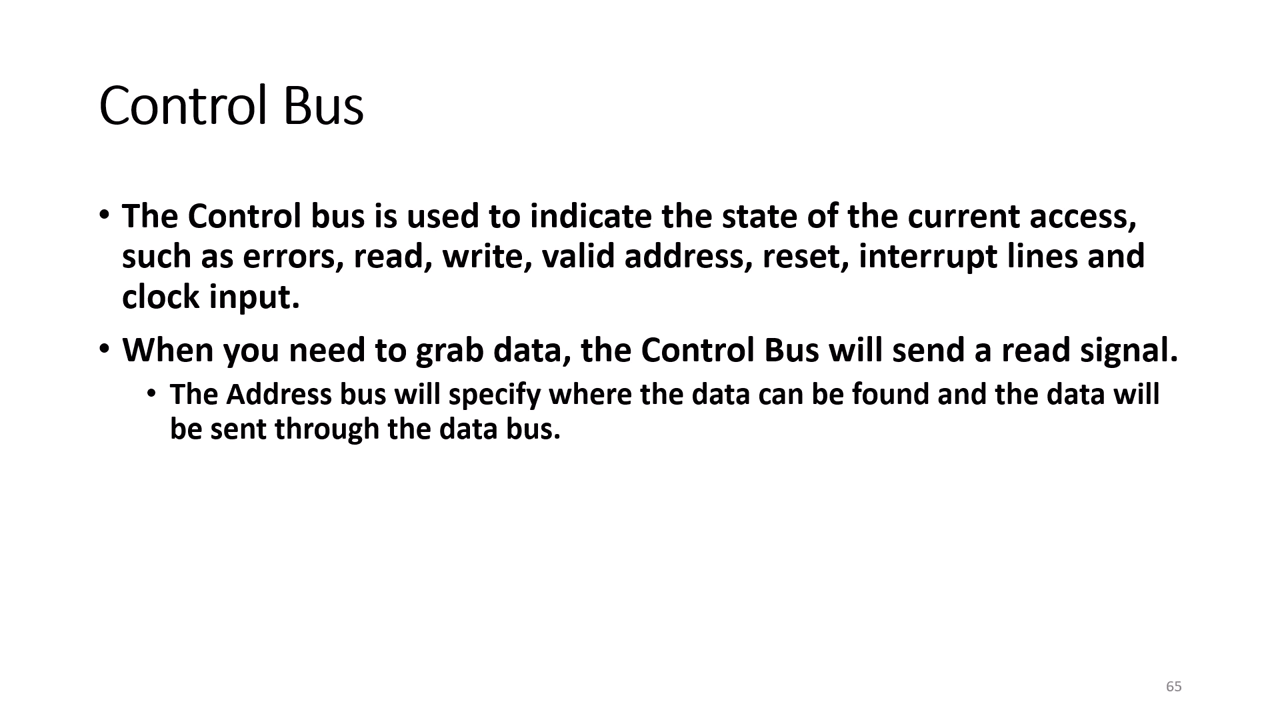 Control Bus
• The Control bus is used to indicate the state of the current access,
such as errors, read, write, valid address, reset, interrupt lines and
clock input.
• When you need to grab data, the Control Bus will send a read signal.
• The Address bus will specify where the data can be found and the data will
be sent through the data bus.
65